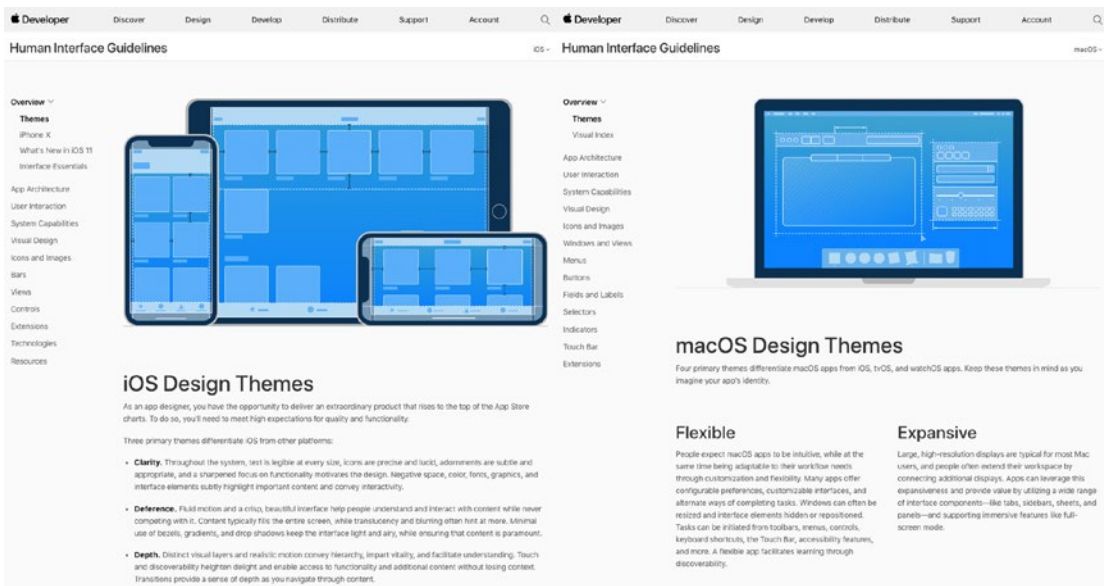 Developer Discover Design Develop Distribute Support Account
Human Interface Guidelines
iOS
Overview
Themes
iPhone X
What's New in iOS 11
Interface Essentials
App Architecture
User Interaction
System Capabilities
Visual Design
Icons and Images
Bars
Views
Controls
Extensions
Technologies
Resources
iOS Design Themes
As an app designer, you have the opportunity to deliver an extraordinary product that rises to the top of the App Store
charts. To do so, you'll need to meet high expectations for quality and functionality.
Three primary themes differentiate iOS from other platforms:
• Clarity. Throughout the system, text is legible at every size, icons are precise and lucid, adornments are subtle and
appropriate, and a sharpened focus on functionality motivates the design. Negative space, color, fonts, graphics, and
interface elements subtly highlight important content and convey interactivity.
• Deference. Fluid motion and a crisp, beautiful interface help people understand and interact with content while never
competing with it. Content typically fills the entire screen, while translucency and blurring often hint at more. Minimal
use of bezels, gradients, and drop shadows keep the interface light and airy, while ensuring that content is paramount.
• Depth. Distinct visual layers and realistic motion convey hierarchy, impart vitality, and facilitate understanding. Touch
and discoverability heighten delight and enable access to functionality and additional content without losing context.
Transitions provide a sense of depth as you navigate through content.
Developer Discover Design Develop Distribute Support Account
Human Interface Guidelines
macOS
Overview
Themes
Visual Index
App Architecture
User Interaction
System Capabilities
Visual Design
Icons and Images
Windows and Views
Menus
Buttons
Fields and Labels
Selectors
Indicators
Touch Bar
Extensions
macOS Design Themes
Four primary themes differentiate macOS apps from iOS, tvOS, and watchOS apps. Keep these themes in mind as you
imagine your app's identity.
Flexible
People expect macOS apps to be intuitive, while at the
same time being adaptable to their workflow needs
through customization and flexibility. Many apps offer
configurable preferences, customizable interfaces, and
alternate ways of completing tasks. Windows can often be
resized and interface elements hidden or repositioned.
Tasks can be initiated from toolbars, menus, controls,
keyboard shortcuts, the Touch Bar, accessibility features,
and more. A flexible app facilitates learning through
discoverability.
Expansive
Large, high-resolution displays are typical for most Mac
users, and people often extend their workspace by
connecting additional displays. Apps can leverage this
expansiveness and provide value by utilizing a wide range
of interface components—like tabs, sidebars, sheets, and
panels—and supporting immersive features like full-
screen mode.